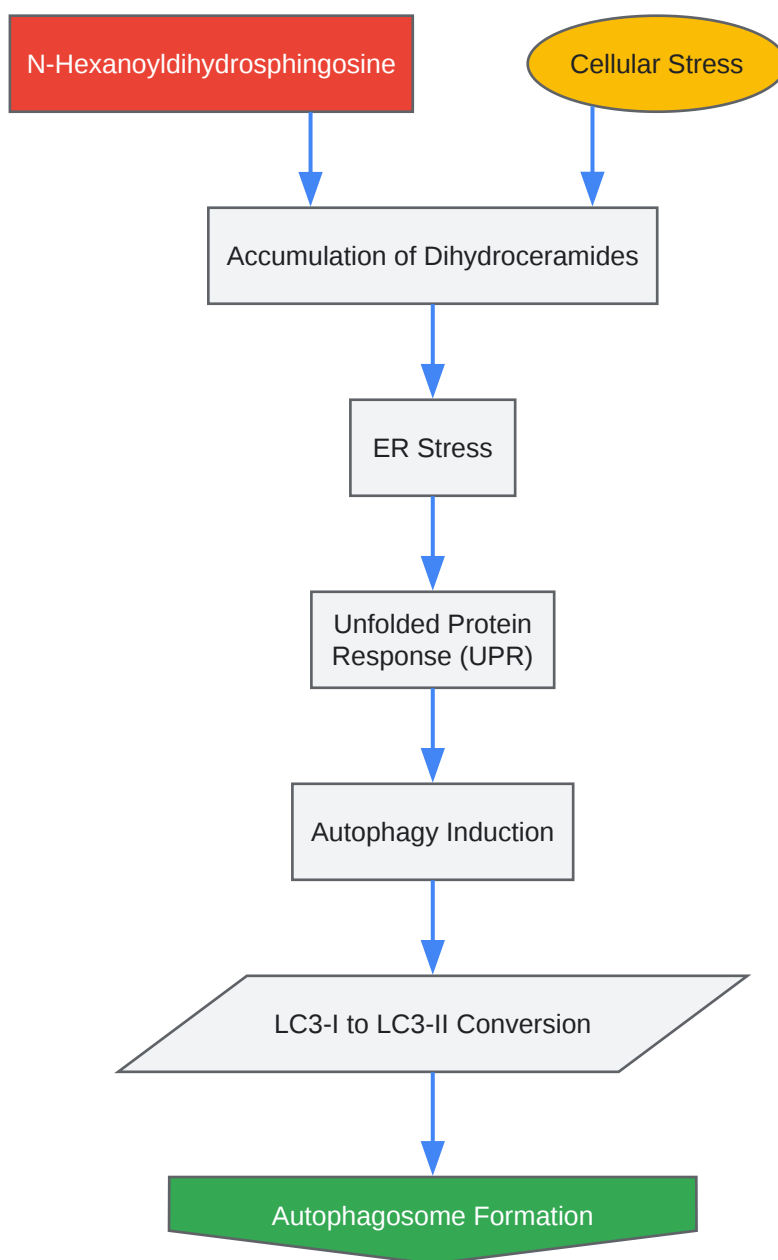 N-Hexanoyldihydrosphingosine
Cellular Stress
Accumulation of Dihydroceramides
ER Stress
Unfolded Protein
Response (UPR)
Autophagy Induction
LC3-I to LC3-II Conversion
Autophagosome Formation